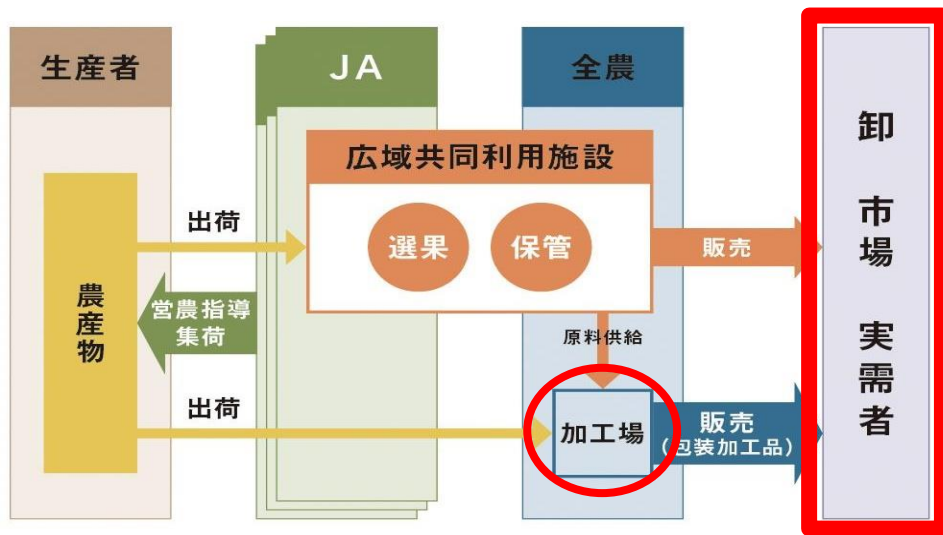 生産者
JA
全農
広域共同利用施設
選果
保管
出荷
販売
農産物
営農指導
集荷
原料供給
出荷
加工場
販売
(包装加工品)
卸 市場 実需者